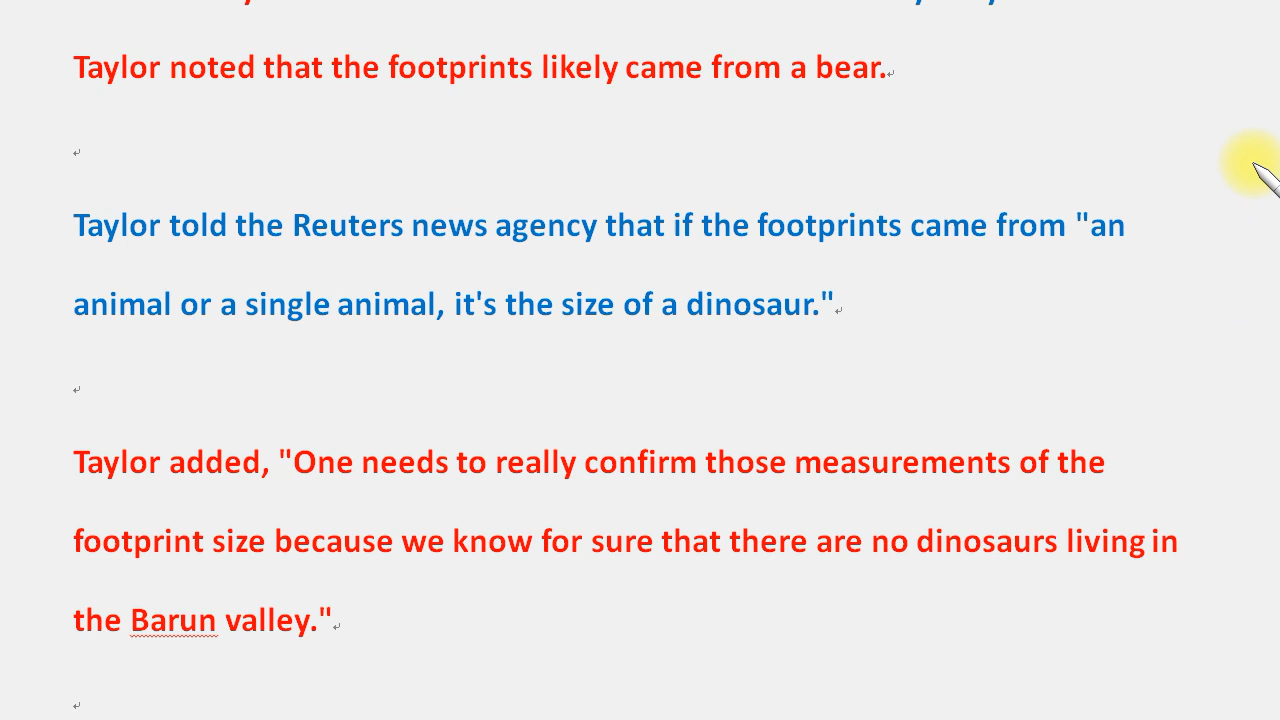 Taylor noted that the footprints likely came from a bear.
Taylor told the Reuters news agency that if the footprints came from "an
animal or a single animal, it's the size of a dinosaur."
Taylor added, "One needs to really confirm those measurements of the
footprint size because we know for sure that there are no dinosaurs living in
the Barun valley."